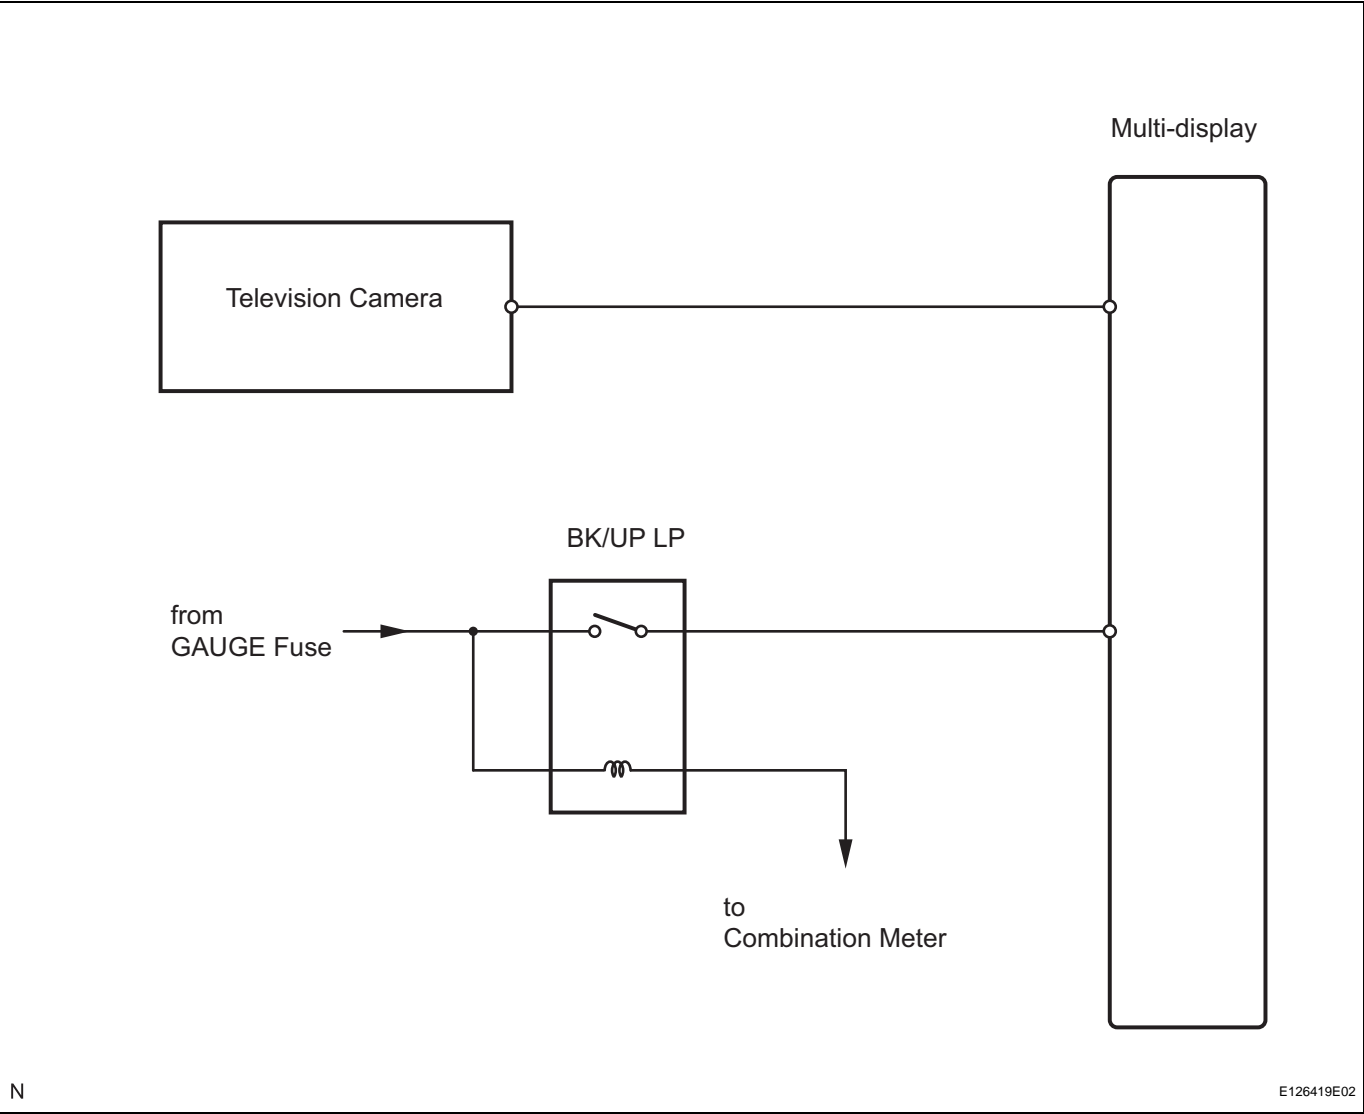 Multi-display
Television Camera
BK/UP LP
from
GAUGE Fuse
to
Combination Meter
N
E126419E02